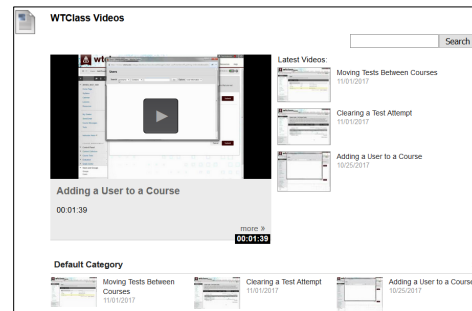 WTClass Videos
Search
Latest Videos:
Moving Tests Between Courses
11/01/2017
Clearing a Test Attempt
11/01/2017
Adding a User to a Course
10/25/2017
Users
Adding a User to a Course
00:01:39
more »
00:01:39
Default Category
Moving Tests Between
Courses
11/01/2017
Clearing a Test Attempt
11/01/2017
Adding a User to a Course
10/25/2017